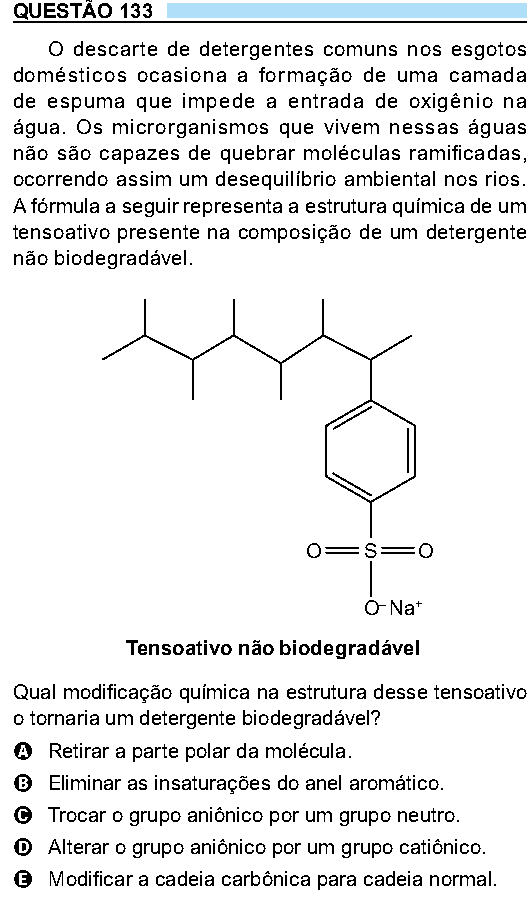 QUESTÃO 133
O descarte de detergentes comuns nos esgotos
domésticos ocasiona a formação de uma camada
de espuma que impede a entrada de oxigênio na
água. Os microrganismos que vivem nessas águas
não são capazes de quebrar moléculas ramificadas,
ocorrendo assim um desequilíbrio ambiental nos rios.
A fórmula a seguir representa a estrutura química de um
tensoativo presente na composição de um detergente
não biodegradável.
O S O
O⁻ Na⁺
Tensoativo não biodegradável
Qual modificação química na estrutura desse tensoativo
o tornaria um detergente biodegradável?
A Retirar a parte polar da molécula.
B Eliminar as insaturações do anel aromático.
C Trocar o grupo aniônico por um grupo neutro.
D Alterar o grupo aniônico por um grupo catiônico.
E Modificar a cadeia carbônica para cadeia normal.